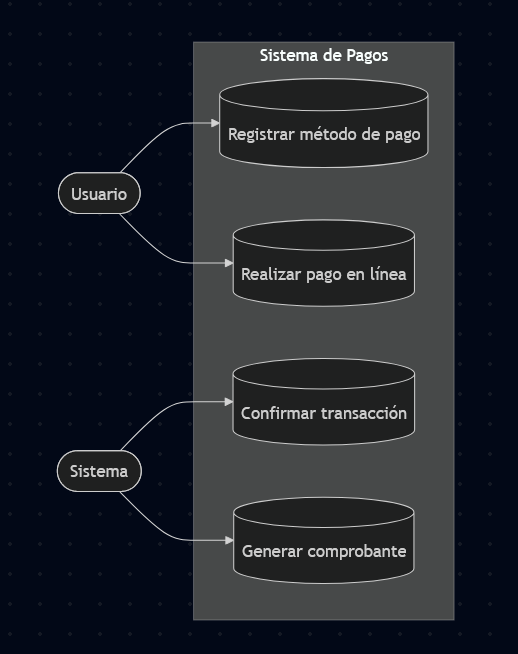 Sistema de Pagos
Registrar método de pago
Usuario
Realizar pago en línea
Confirmar transacción
Sistema
Generar comprobante